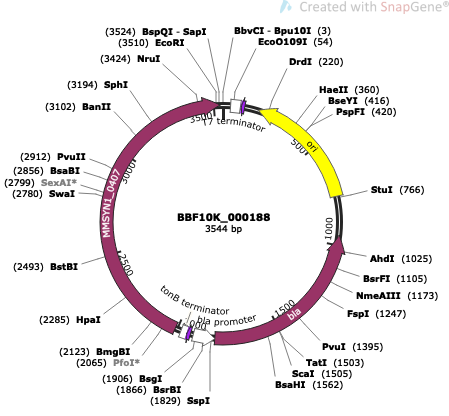 Created with SnapGene®
(3524) BspQI - SapI
(3510) EcoRI
(3424) NruI
(3194) SphI
(3102) BanII
(2912) PvuII
(2856) BsaBI
(2799) SexAI*
(2780) SwaI
(2493) BstBI
(2285) HpaI
(2123) BmgBI
(2065) PfoI*
(1906) BsgI
(1866) BsrBI
(1829) SspI
BbvCI - Bpu10I (3)
EcoO109I (54)
DrdI (220)
HaeII (360)
BseYI (416)
PspFI (420)
StuI (766)
AhdI (1025)
BsrFI (1105)
NmeAIII (1173)
FspI (1247)
PvuI (1395)
TatI (1503)
ScaI (1505)
BsaHI (1562)
T7 terminator
ori
bla
bla promoter
tonB terminator
MMSYN1_0407
500
1000
1500
2500
3000
3500
BBF10K_000188
3544 bp